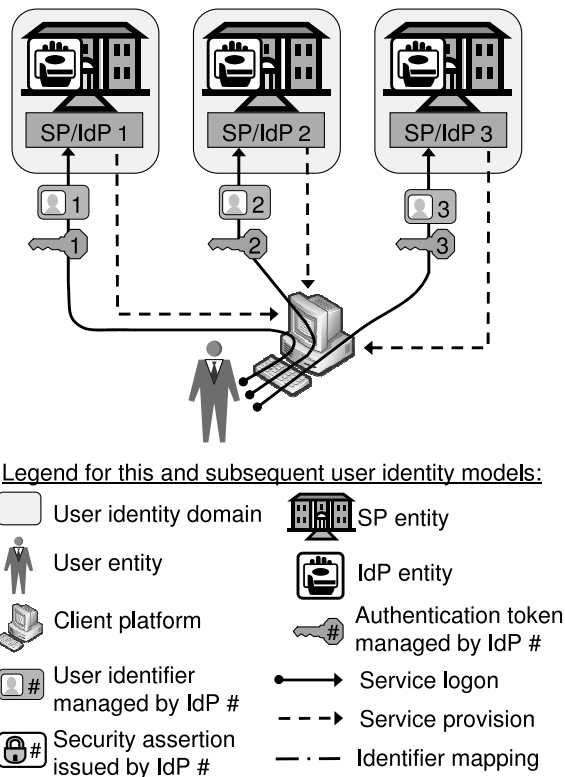 SP/IdP 1
SP/IdP 2
SP/IdP 3
1
2
3
1
2
3
Legend for this and subsequent user identity models:
User identity domain
SP entity
User entity
IdP entity
Client platform
#
Authentication token
managed by IdP #
#
User identifier
managed by IdP #
Service logon
Service provision
#
Security assertion
issued by IdP #
Identifier mapping